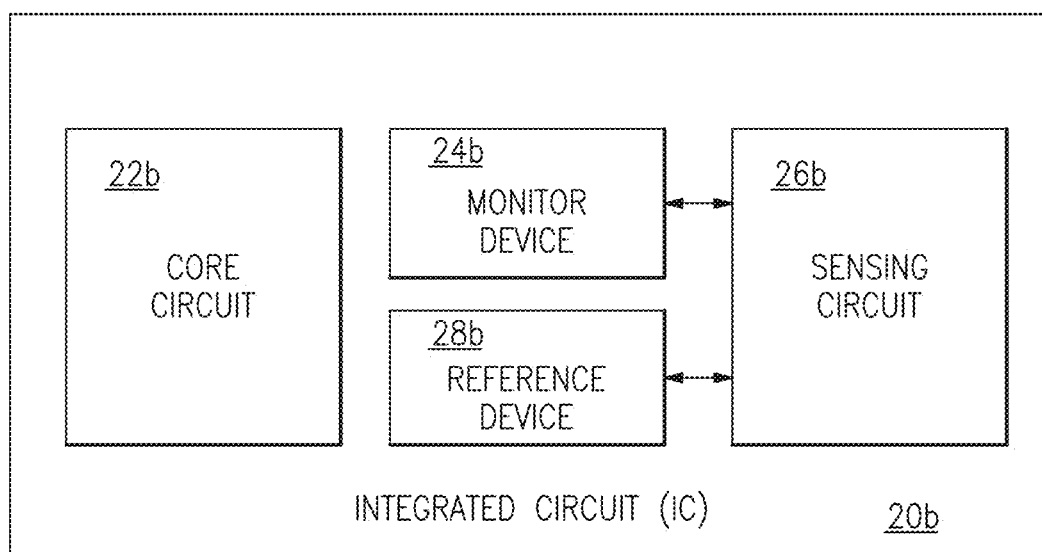 22b
CORE
CIRCUIT
24b
MONITOR
DEVICE
28b
REFERENCE
DEVICE
26b
SENSING
CIRCUIT
INTEGRATED CIRCUIT (IC)
20b